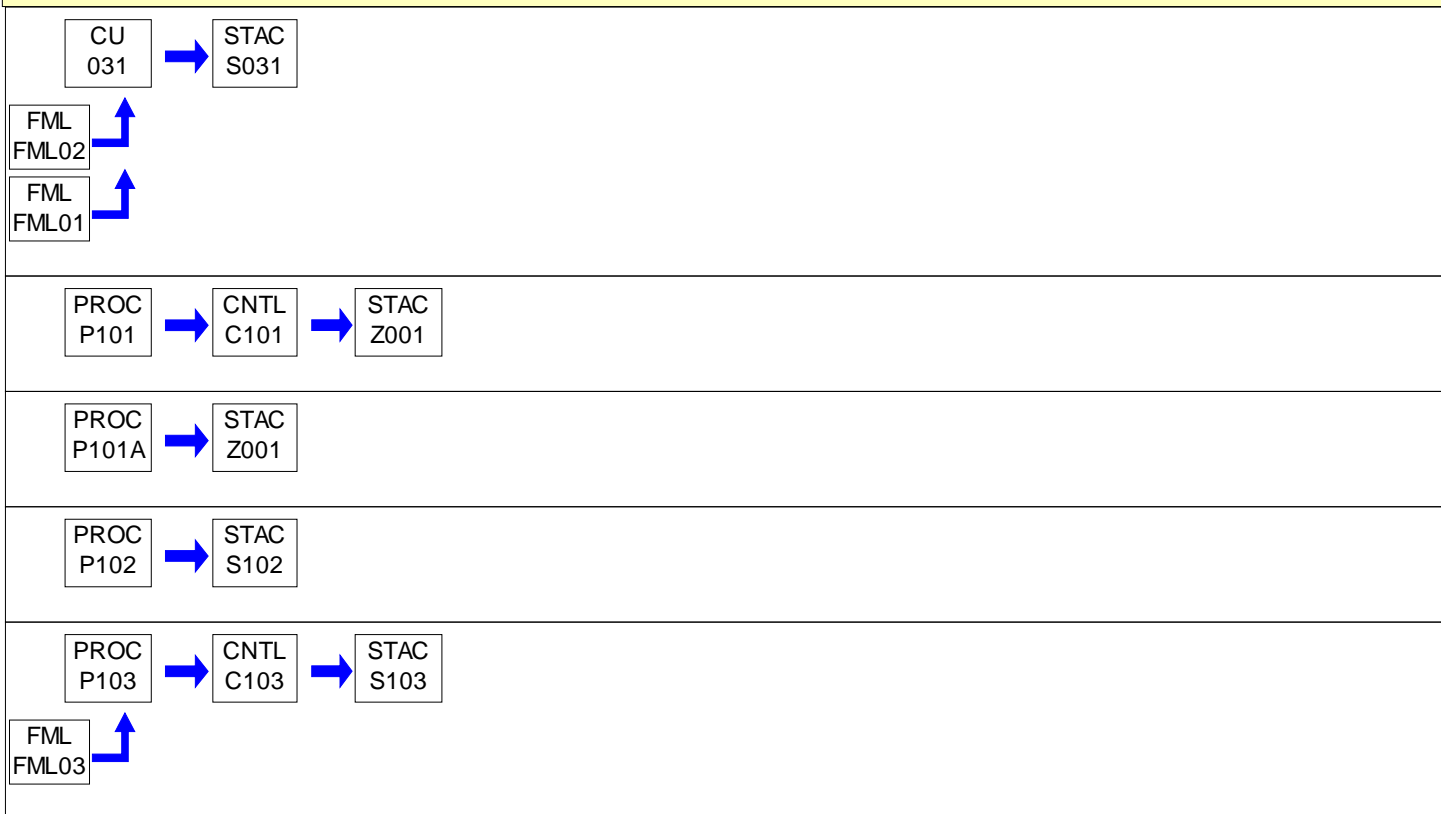 CU
031
STAC
S031
FML
FML02
FML
FML01
PROC
P101
CNTL
C101
STAC
Z001
PROC
P101A
STAC
Z001
PROC
P102
STAC
S102
PROC
P103
CNTL
C103
STAC
S103
FML
FML03